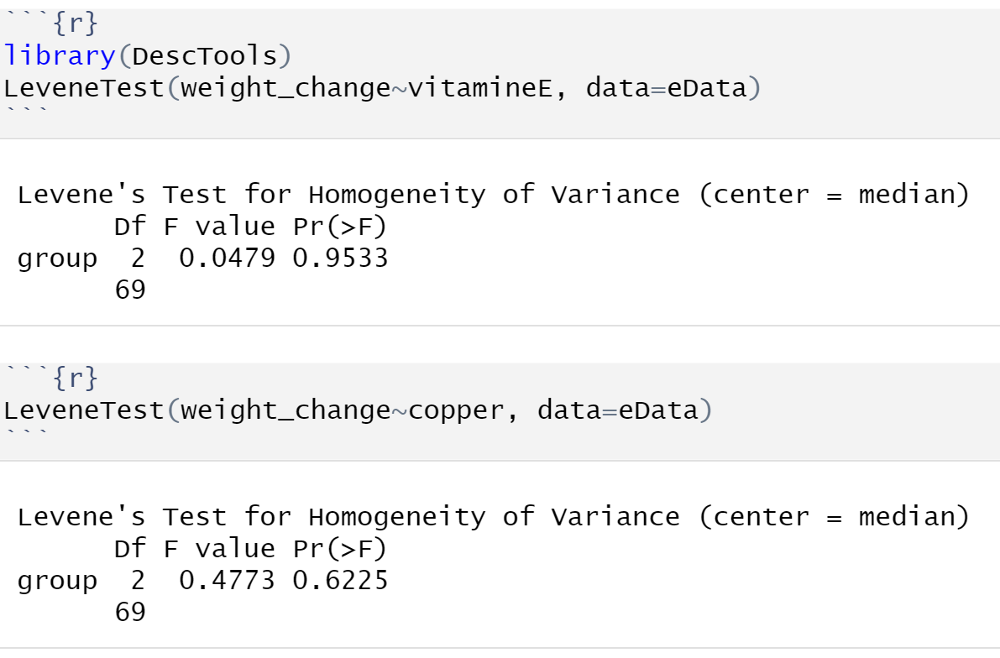 ```{r}
library(DescTools)
LeveneTest(weight_change~vitamineE, data=eData)
```
Levene's Test for Homogeneity of Variance (center = median)
      Df F value Pr(>F)
group  2  0.0479 0.9533
      69
```{r}
LeveneTest(weight_change~copper, data=eData)
```
Levene's Test for Homogeneity of Variance (center = median)
      Df F value Pr(>F)
group  2  0.4773 0.6225
      69